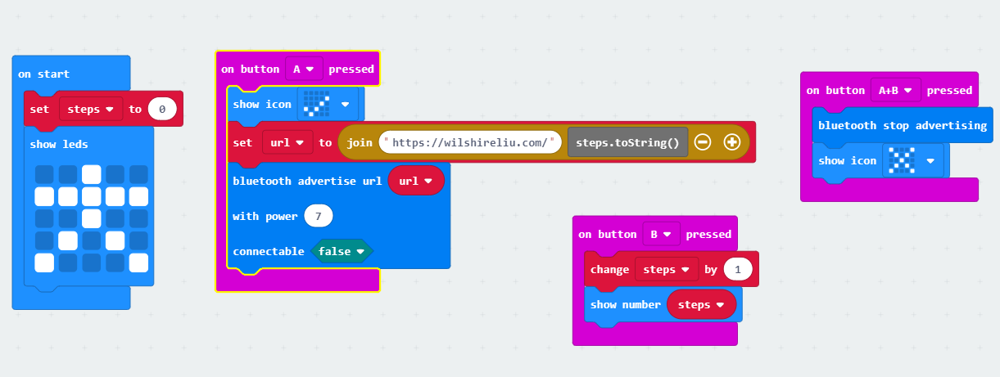 on start
set steps to 0
show leds
on button A pressed
show icon
set url to join "https://wilshireliu.com/" steps.toString()
bluetooth advertise url url
with power 7
connectable false
on button B pressed
change steps by 1
show number steps
on button A+B pressed
bluetooth stop advertising
show icon